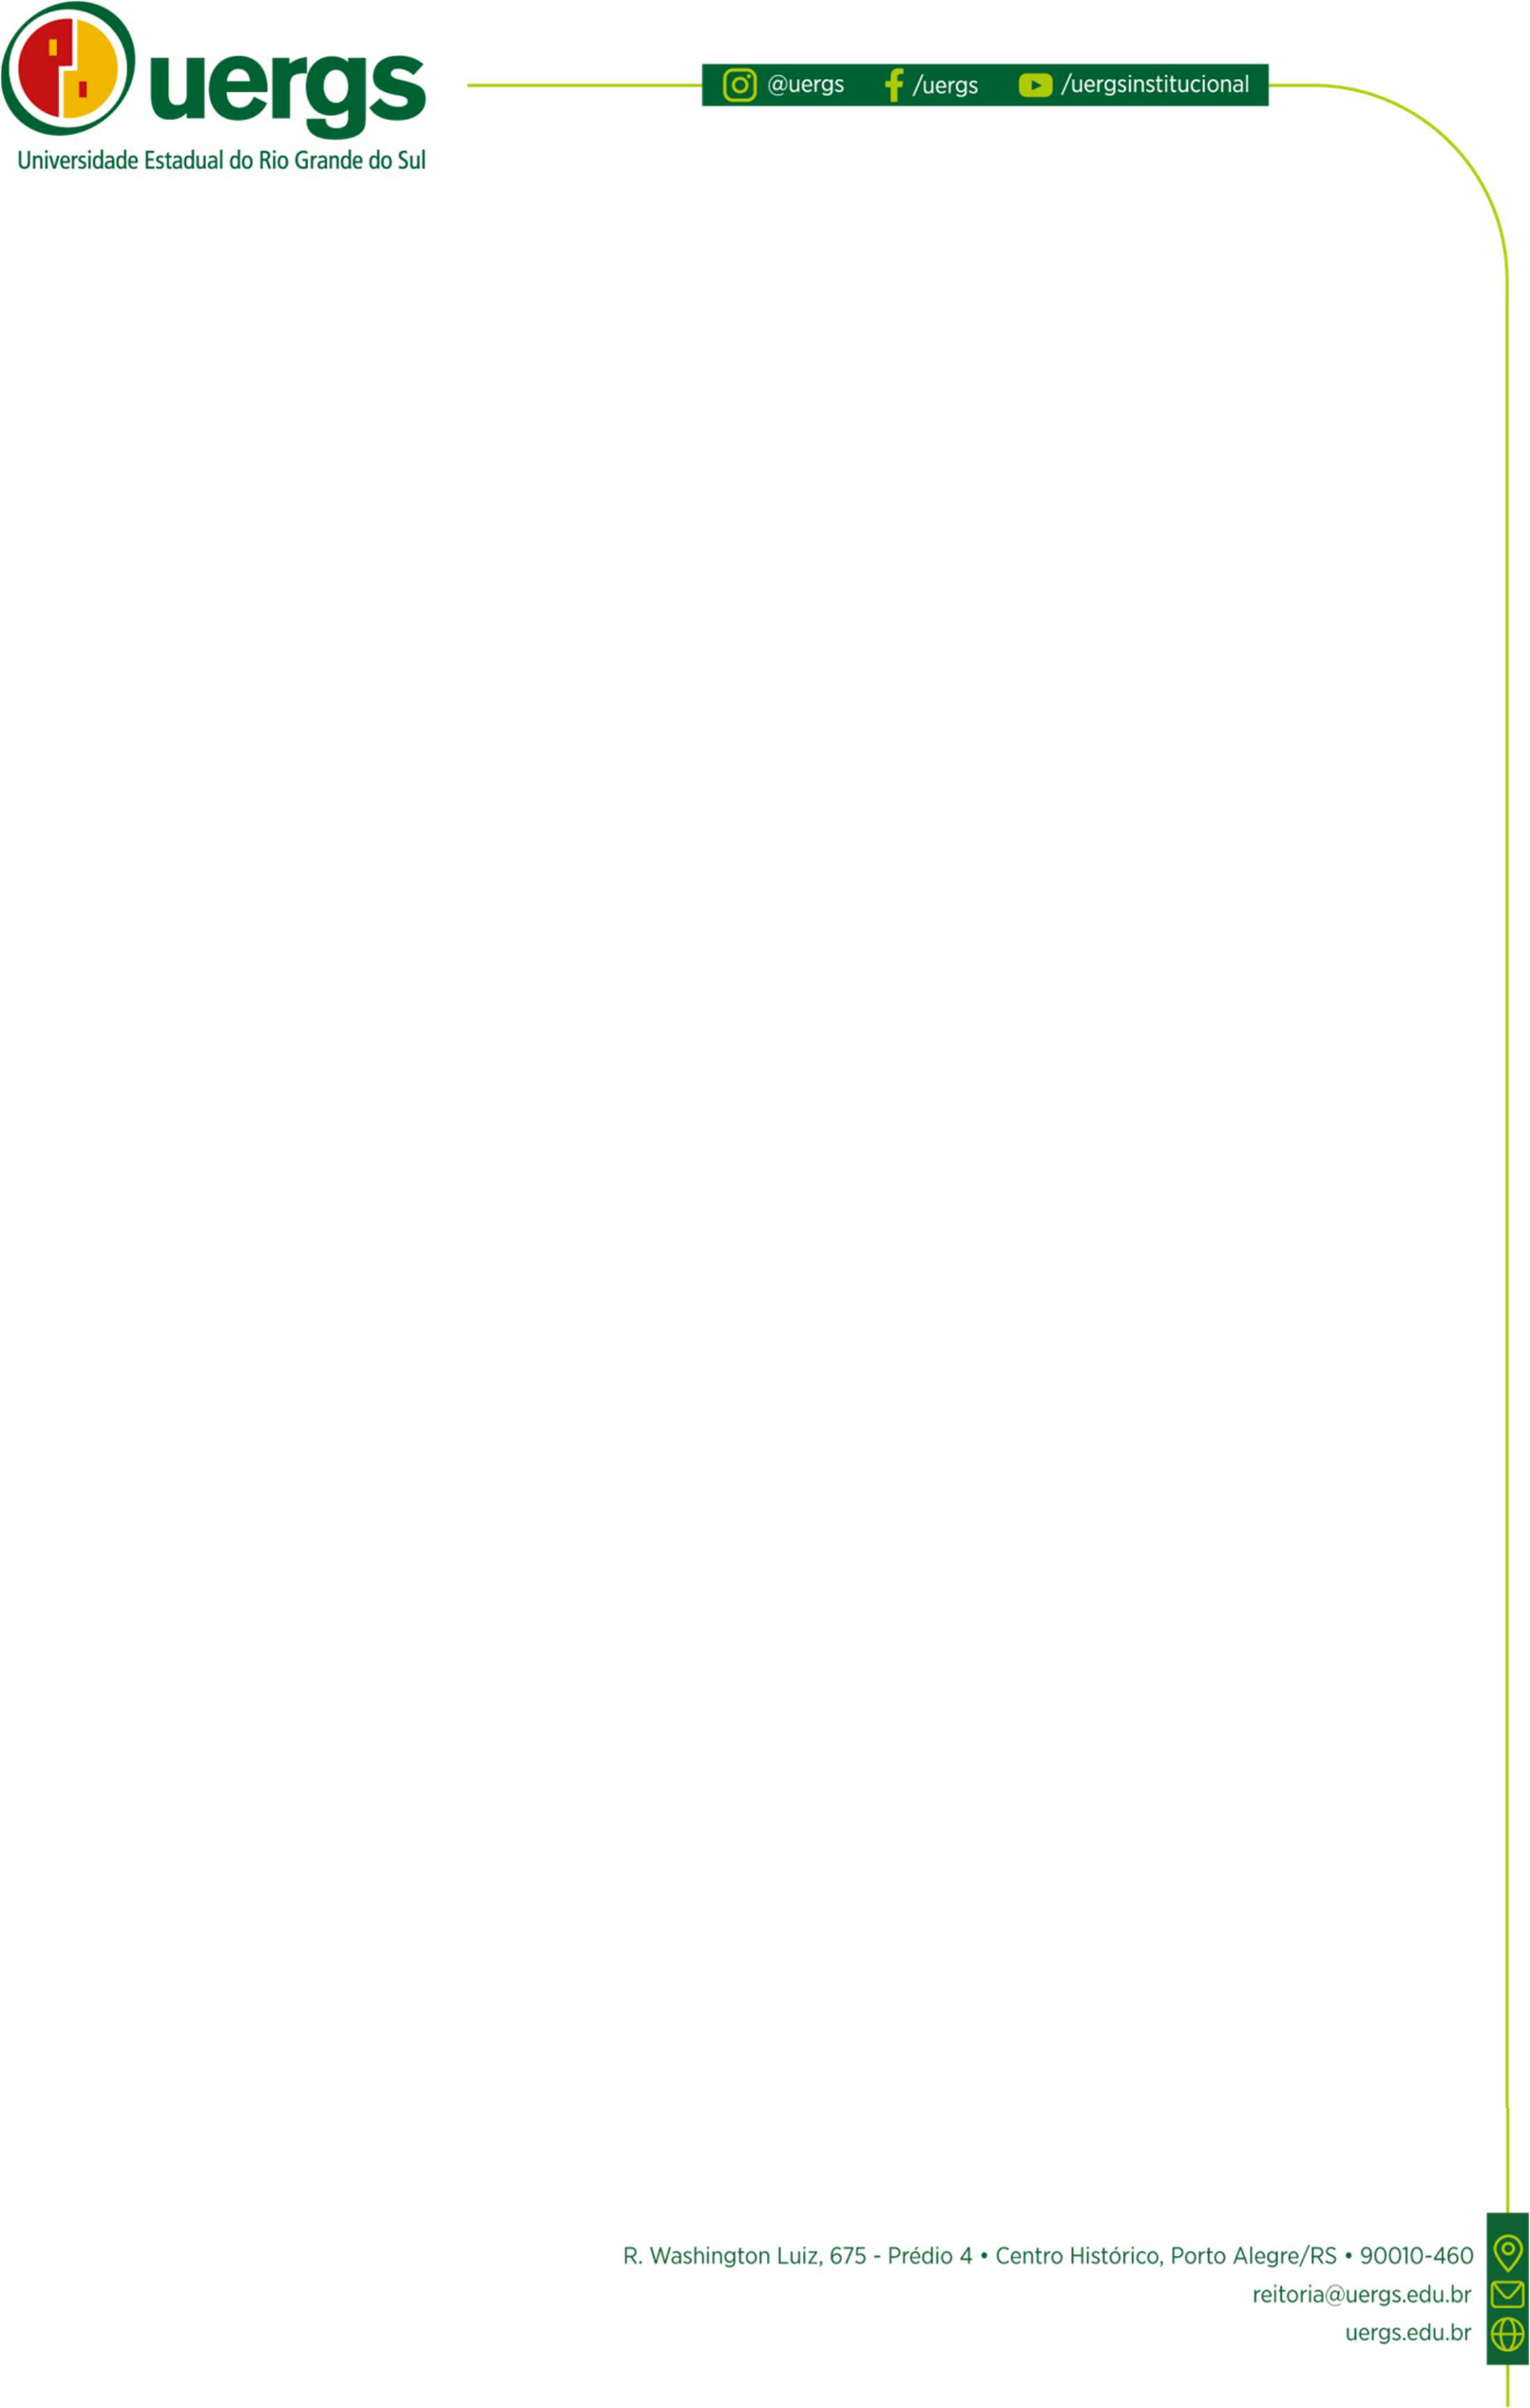 uergs
Universidade Estadual do Rio Grande do Sul
@uergs /uergs /uergsinstitucional
R. Washington Luiz, 675 - Prédio 4 • Centro Histórico, Porto Alegre/RS • 90010-460
reitoria@uergs.edu.br
uergs.edu.br